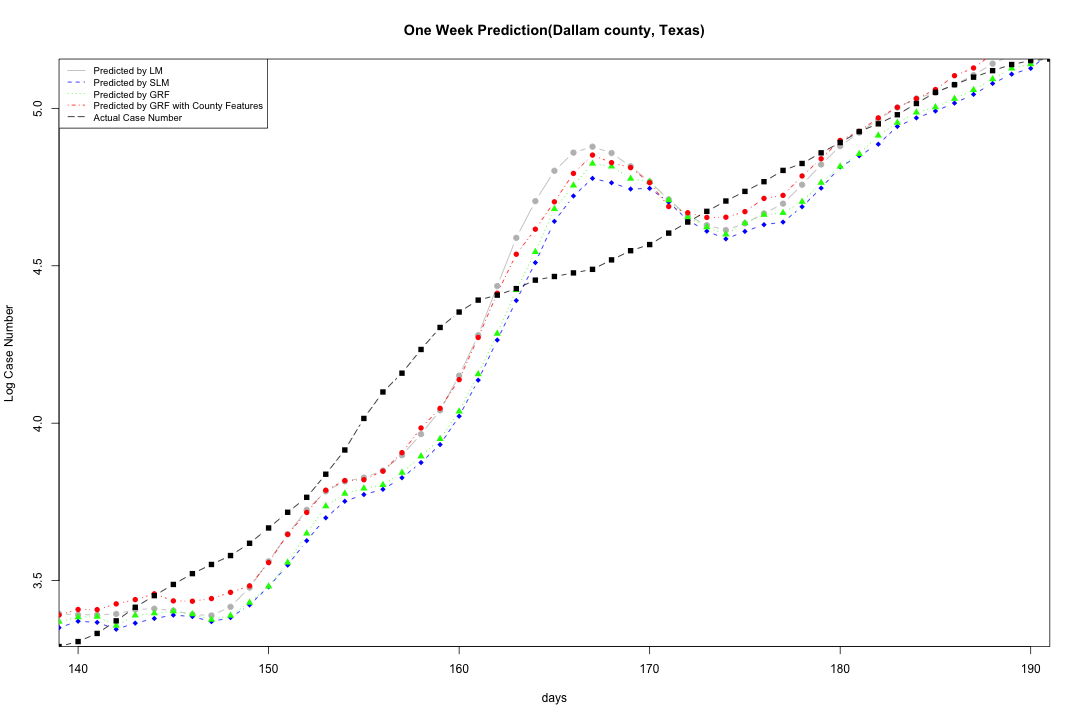 One Week Prediction(Dallam county, Texas)
Predicted by LM
Predicted by SLM
Predicted by GRF
Predicted by GRF with County Features
Actual Case Number
5.0
4.5
4.0
3.5
Log Case Number
140 150 160 170 180 190
days